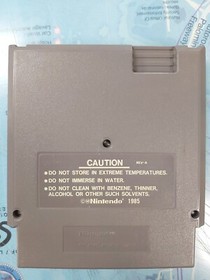 CAUTION REV-A
●DO NOT STORE IN EXTREME TEMPERATURES.
●DO NOT IMMERSE IN WATER.
●DO NOT CLEAN WITH BENZENE, THINNER,
ALCOHOL OR OTHER SUCH SOLVENTS.
©Nintendo 1985